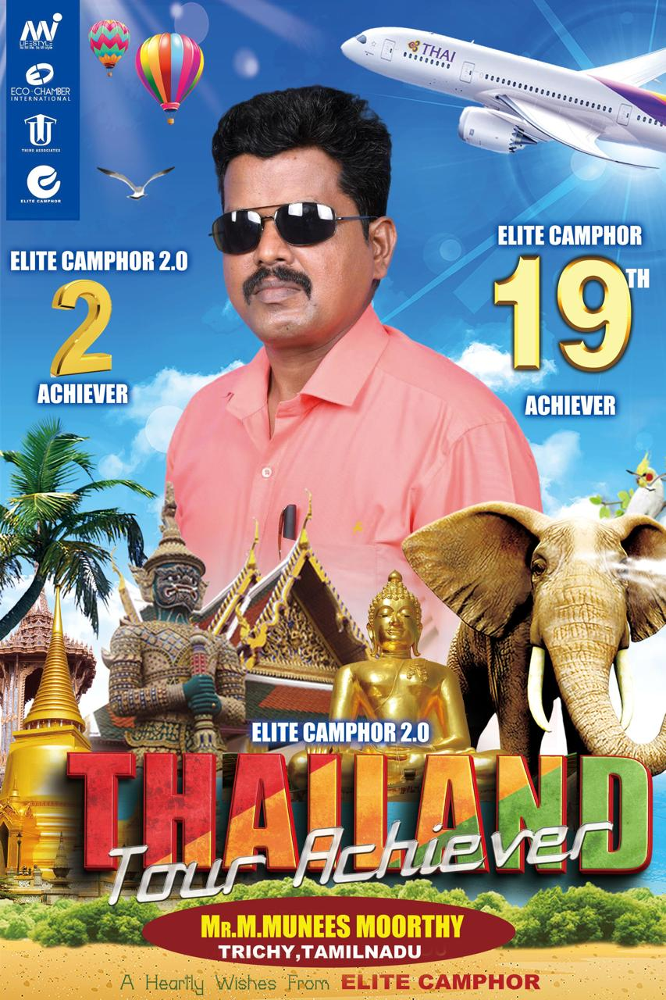 Mi
LIFESTYLE
ECO-CHAMBER
INTERNATIONAL
THIRU ASSOCIATES
e
ELITE CAMPHOR
THAI
ELITE CAMPHOR 2.0
2
ACHIEVER
ELITE CAMPHOR
19TH
ACHIEVER
ELITE CAMPHOR 2.0
THAILAND
Tour Achiever
MR.M.MUNEES MOORTHY
TRICHY,TAMILNADU
A Heartly Wishes From ELITE CAMPHOR